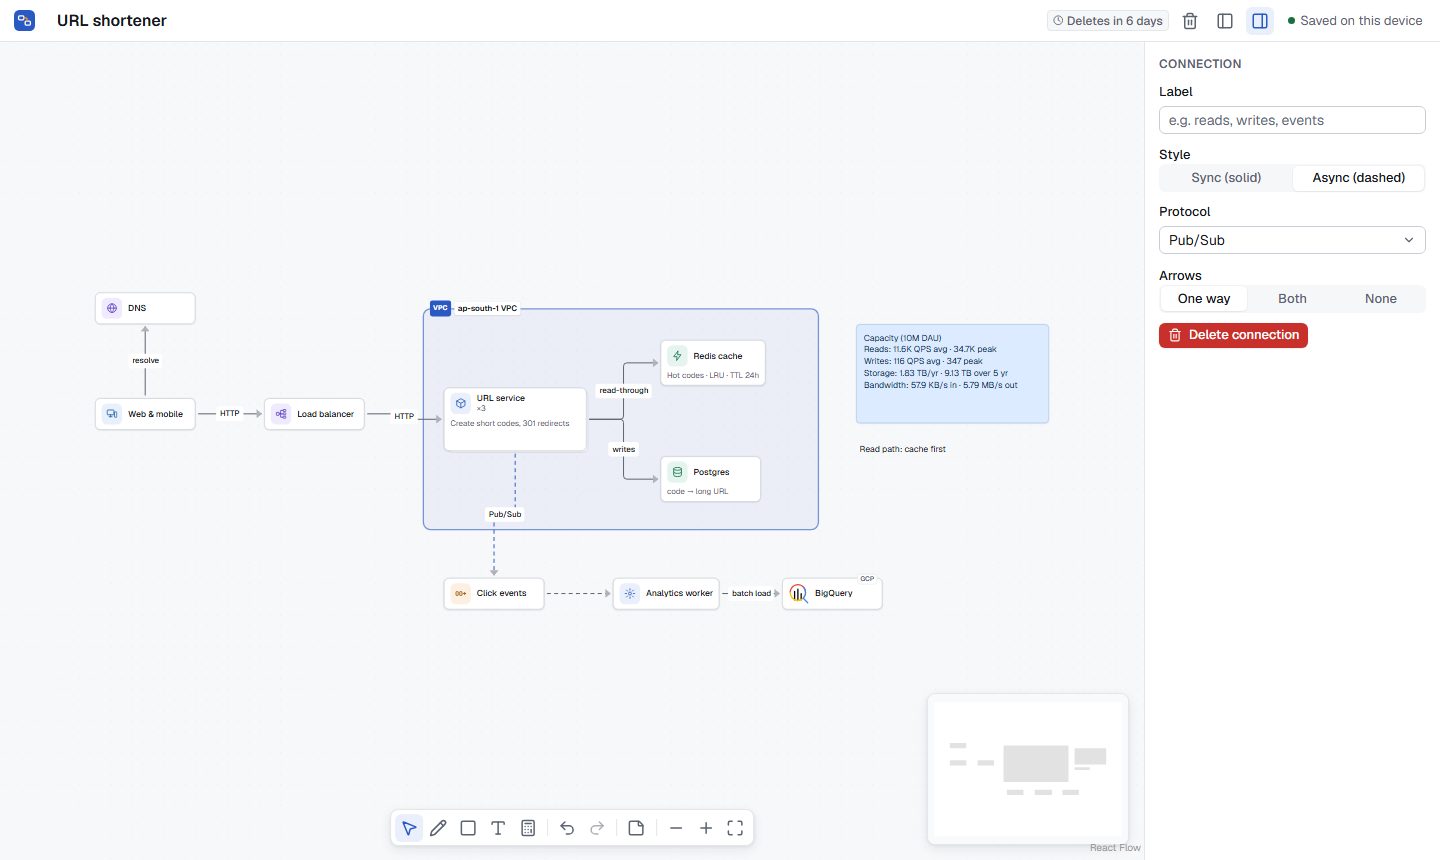 URL shortener
Deletes in 6 days
Saved on this device
CONNECTION
Label
e.g. reads, writes, events
Style
Sync (solid)
Async (dashed)
Protocol
Pub/Sub
Arrows
One way
Both
None
Delete connection
DNS
resolve
Web & mobile
HTTP
Load balancer
HTTP
VPC
ap-south-1 VPC
URL service
×3
Create short codes, 301 redirects
read-through
writes
Redis cache
Hot codes · LRU · TTL 24h
Postgres
code → long URL
Pub/Sub
Click events
Analytics worker
batch load
GCP
BigQuery
Capacity (10M DAU)
Reads: 11.6K QPS avg · 34.7K peak
Writes: 116 QPS avg · 347 peak
Storage: 1.83 TB/yr · 9.13 TB over 5 yr
Bandwidth: 57.9 KB/s in · 5.79 MB/s out
Read path: cache first
React Flow